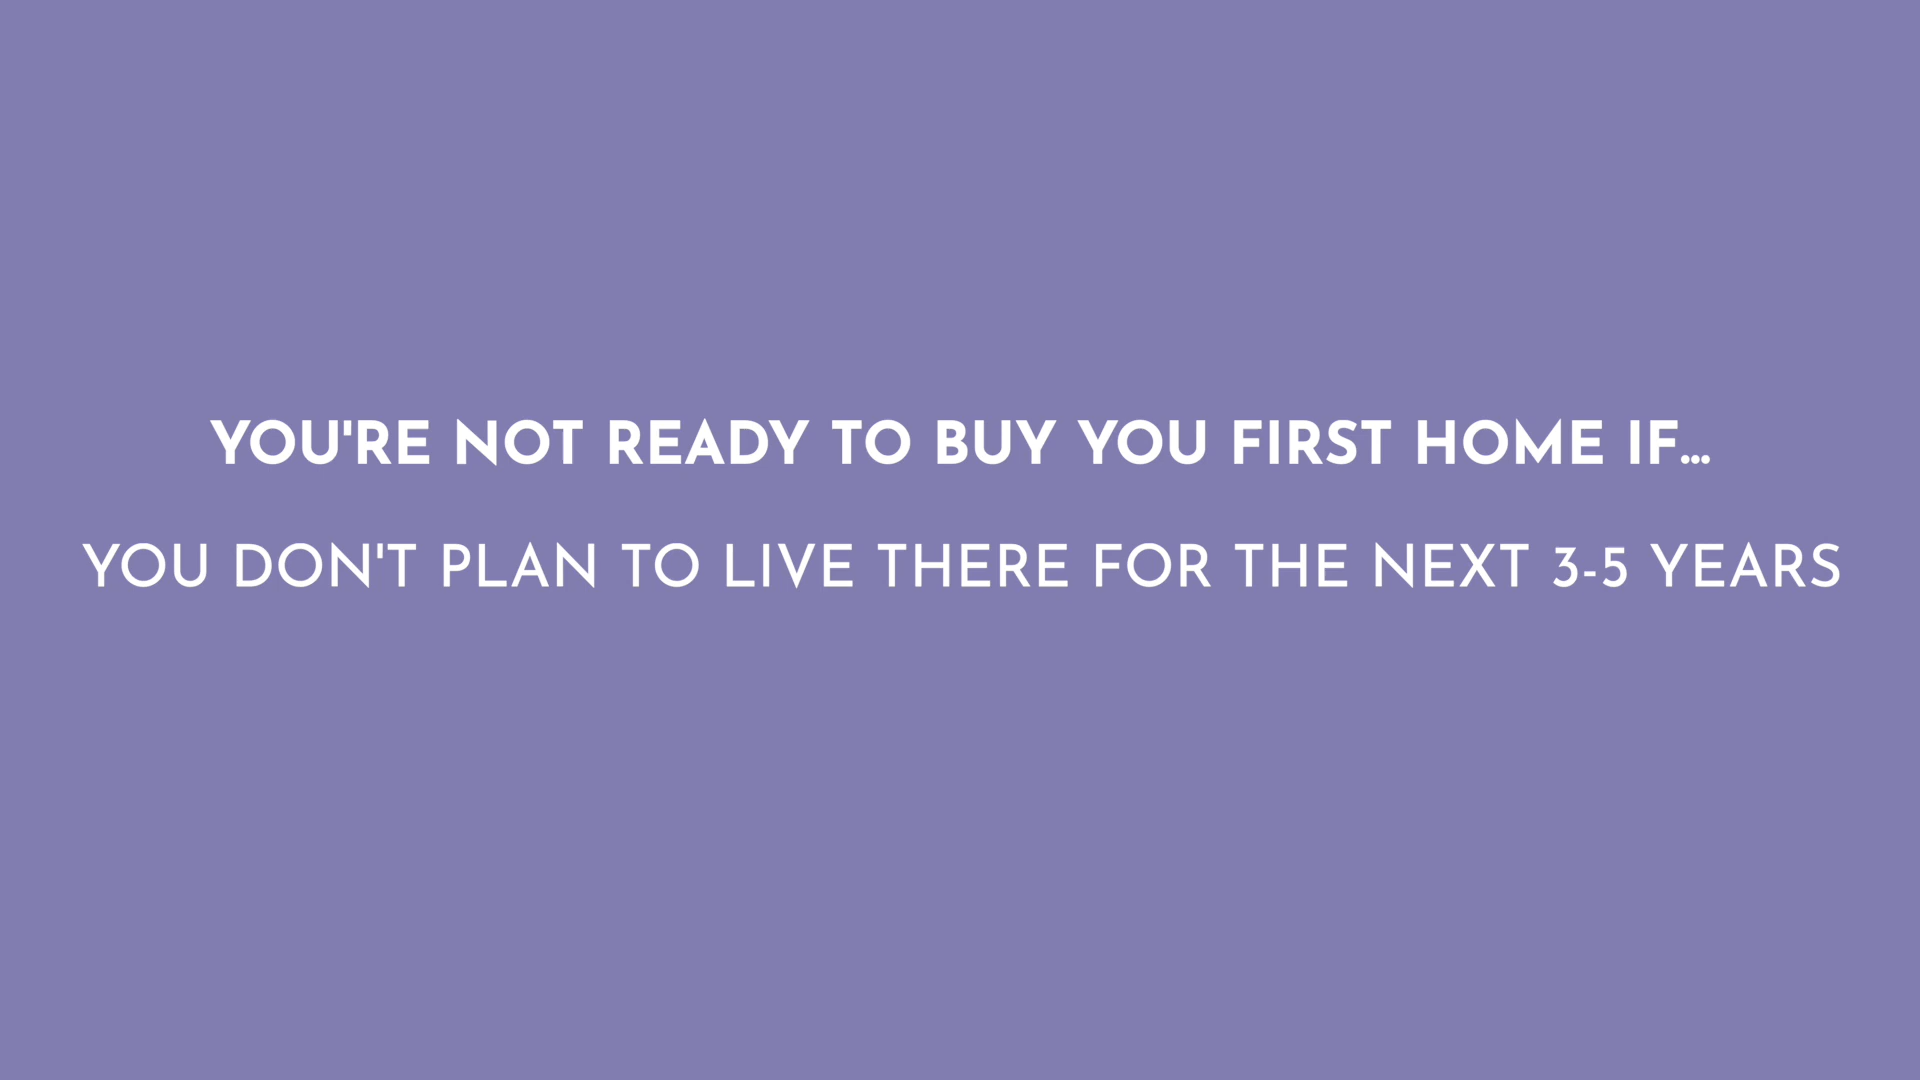 YOU'RE NOT READY TO BUY YOU FIRST HOME IF...
YOU DON'T PLAN TO LIVE THERE FOR THE NEXT 3-5 YEARS